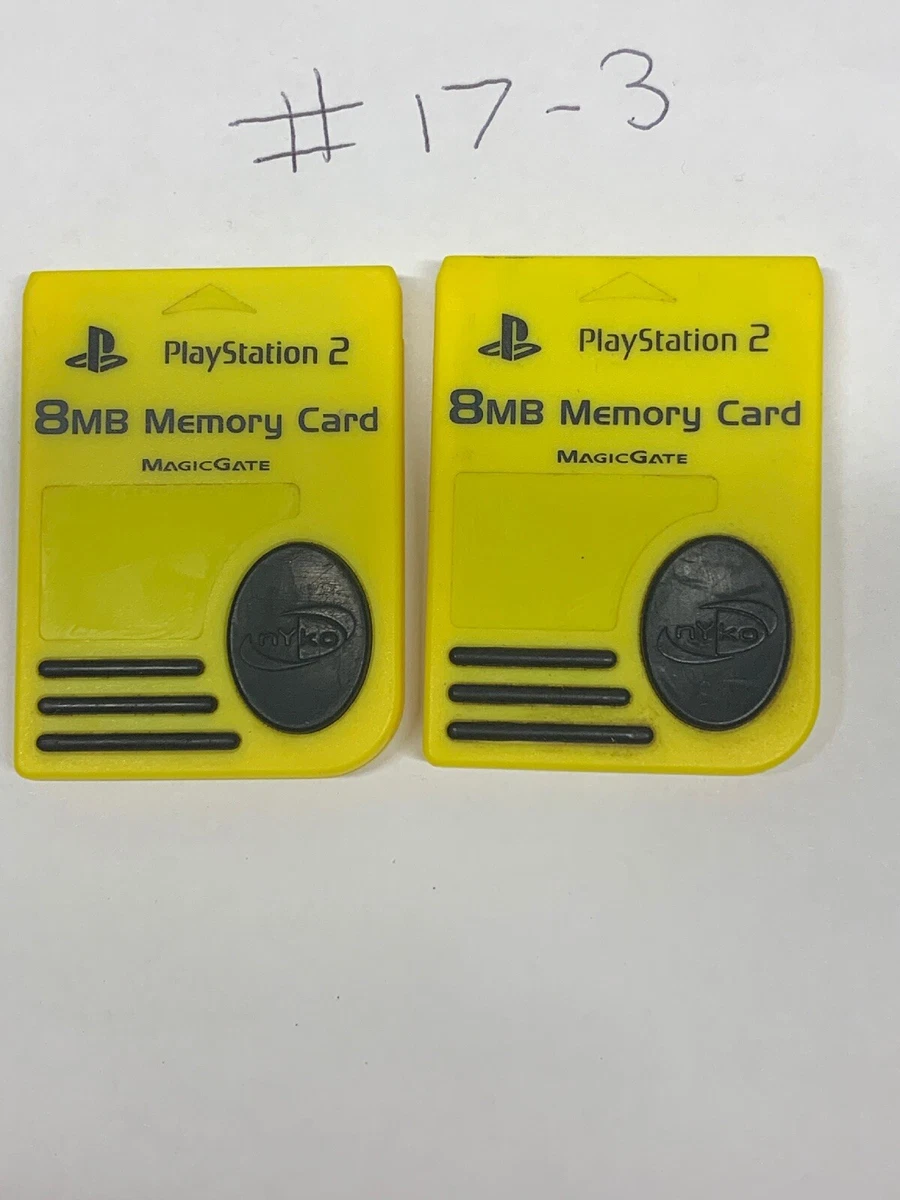 # 17-3
PlayStation 2
8MB Memory Card
MAGICGATE
nYko
PlayStation 2
8MB Memory Card
MAGICGATE
nYko